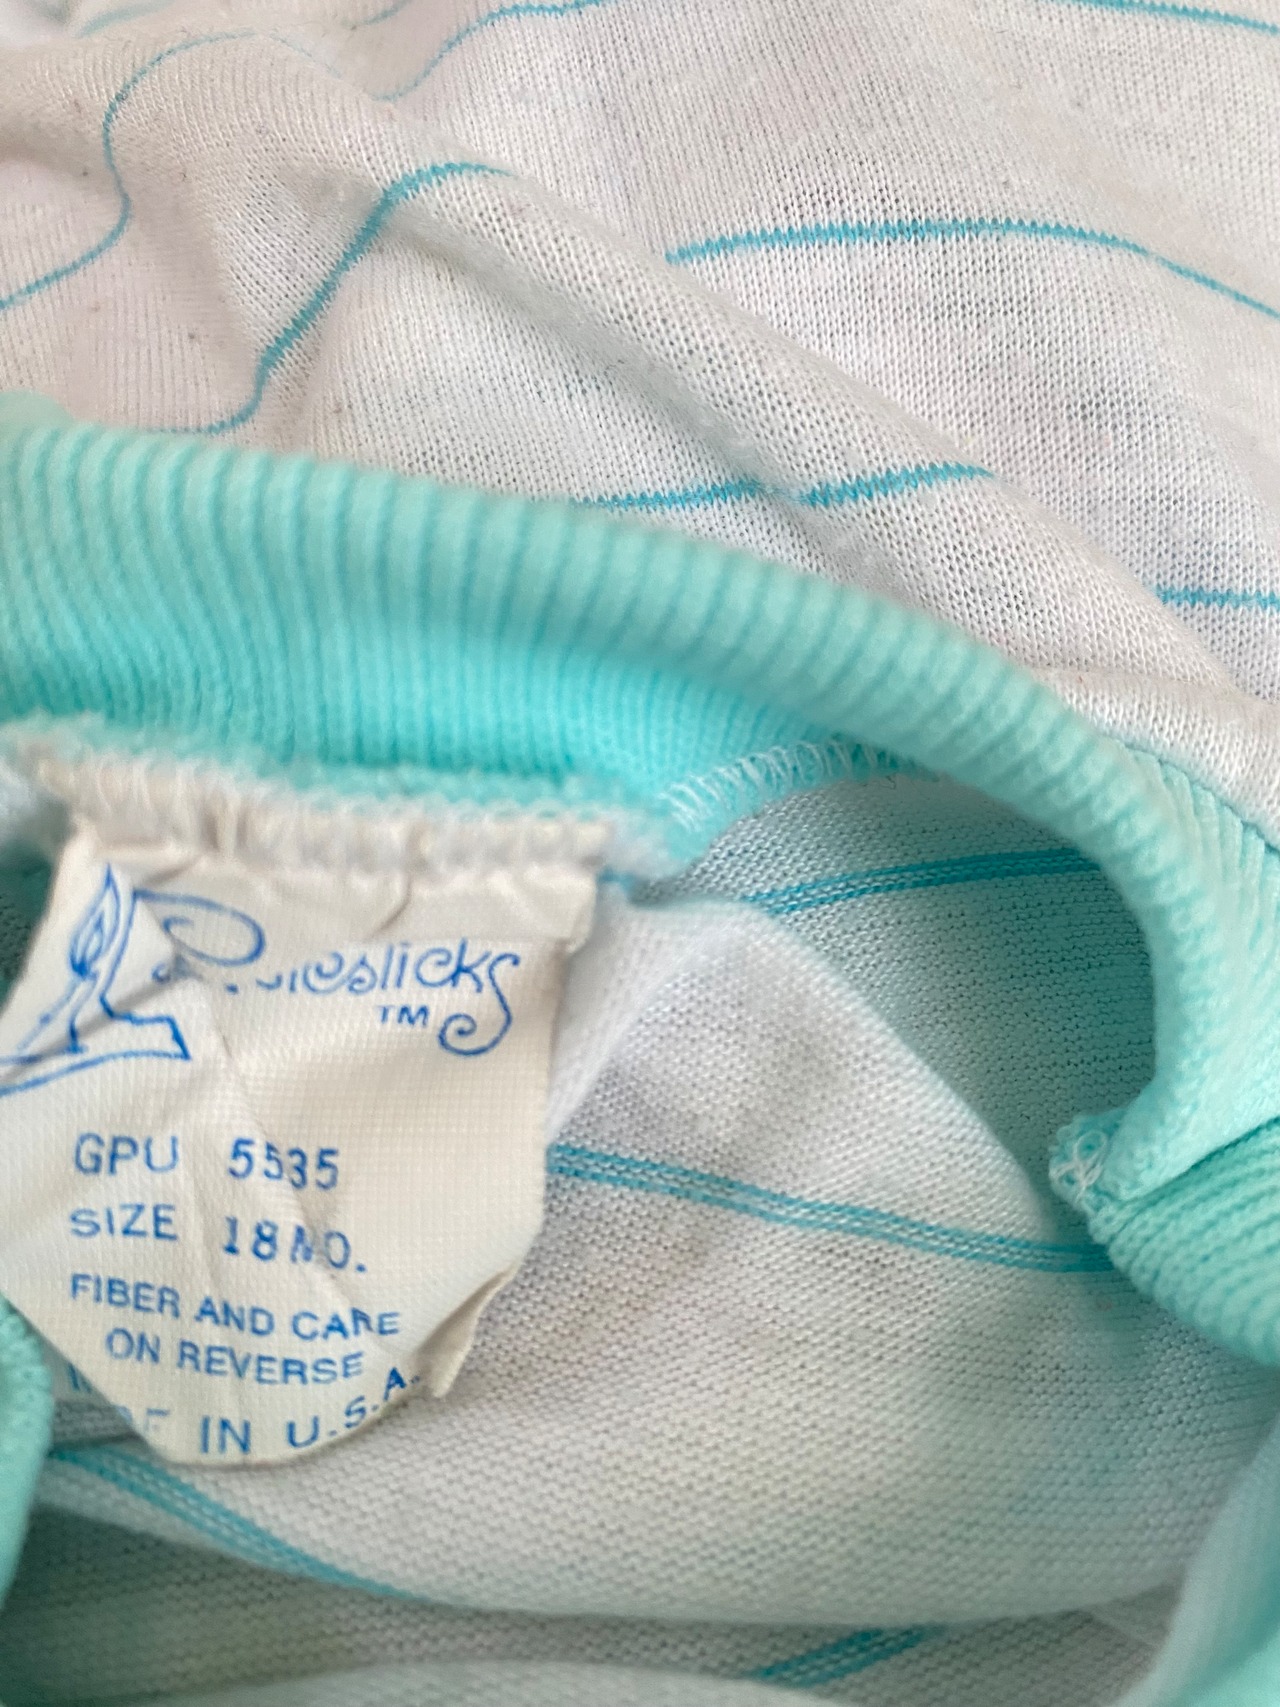 TM
GPU 5535
SIZE 18 MO.
FIBER AND CARE
ON REVERSE
IN U.S.A.